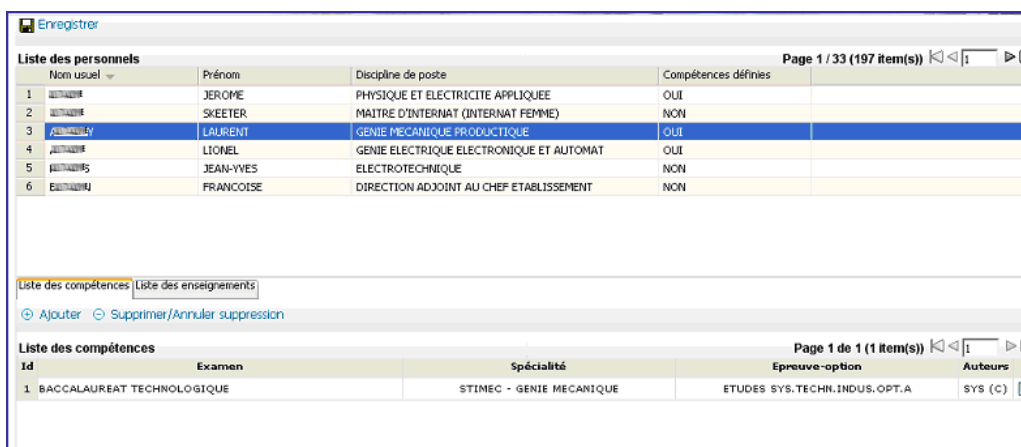 Enregistrer
Liste des personnels Page 1 / 33 (197 item(s)) 1
Nom usuel Prénom Discipline de poste Compétences définies
1 JEROME PHYSIQUE ET ELECTRICITE APPLIQUEE OUI
2 SKEETER MAITRE D'INTERNAT (INTERNAT FEMME) NON
3 LAURENT GENIE MECANIQUE PRODUCTIQUE OUI
4 LIONEL GENIE ELECTRIQUE ELECTRONIQUE ET AUTOMAT OUI
5 JEAN-YVES ELECTROTECHNIQUE NON
6 FRANCOISE DIRECTION ADJOINT AU CHEF ETABLISSEMENT NON
Liste des compétences Liste des enseignements
Ajouter Supprimer/Annuler suppression
Liste des compétences Page 1 de 1 (1 item(s)) 1
Id Examen Spécialité Epreuve-option Auteurs
1 BACCALAUREAT TECHNOLOGIQUE STIMEC - GENIE MECANIQUE ETUDES SYS.TECHN.INDUS.OPT.A SYS (C)